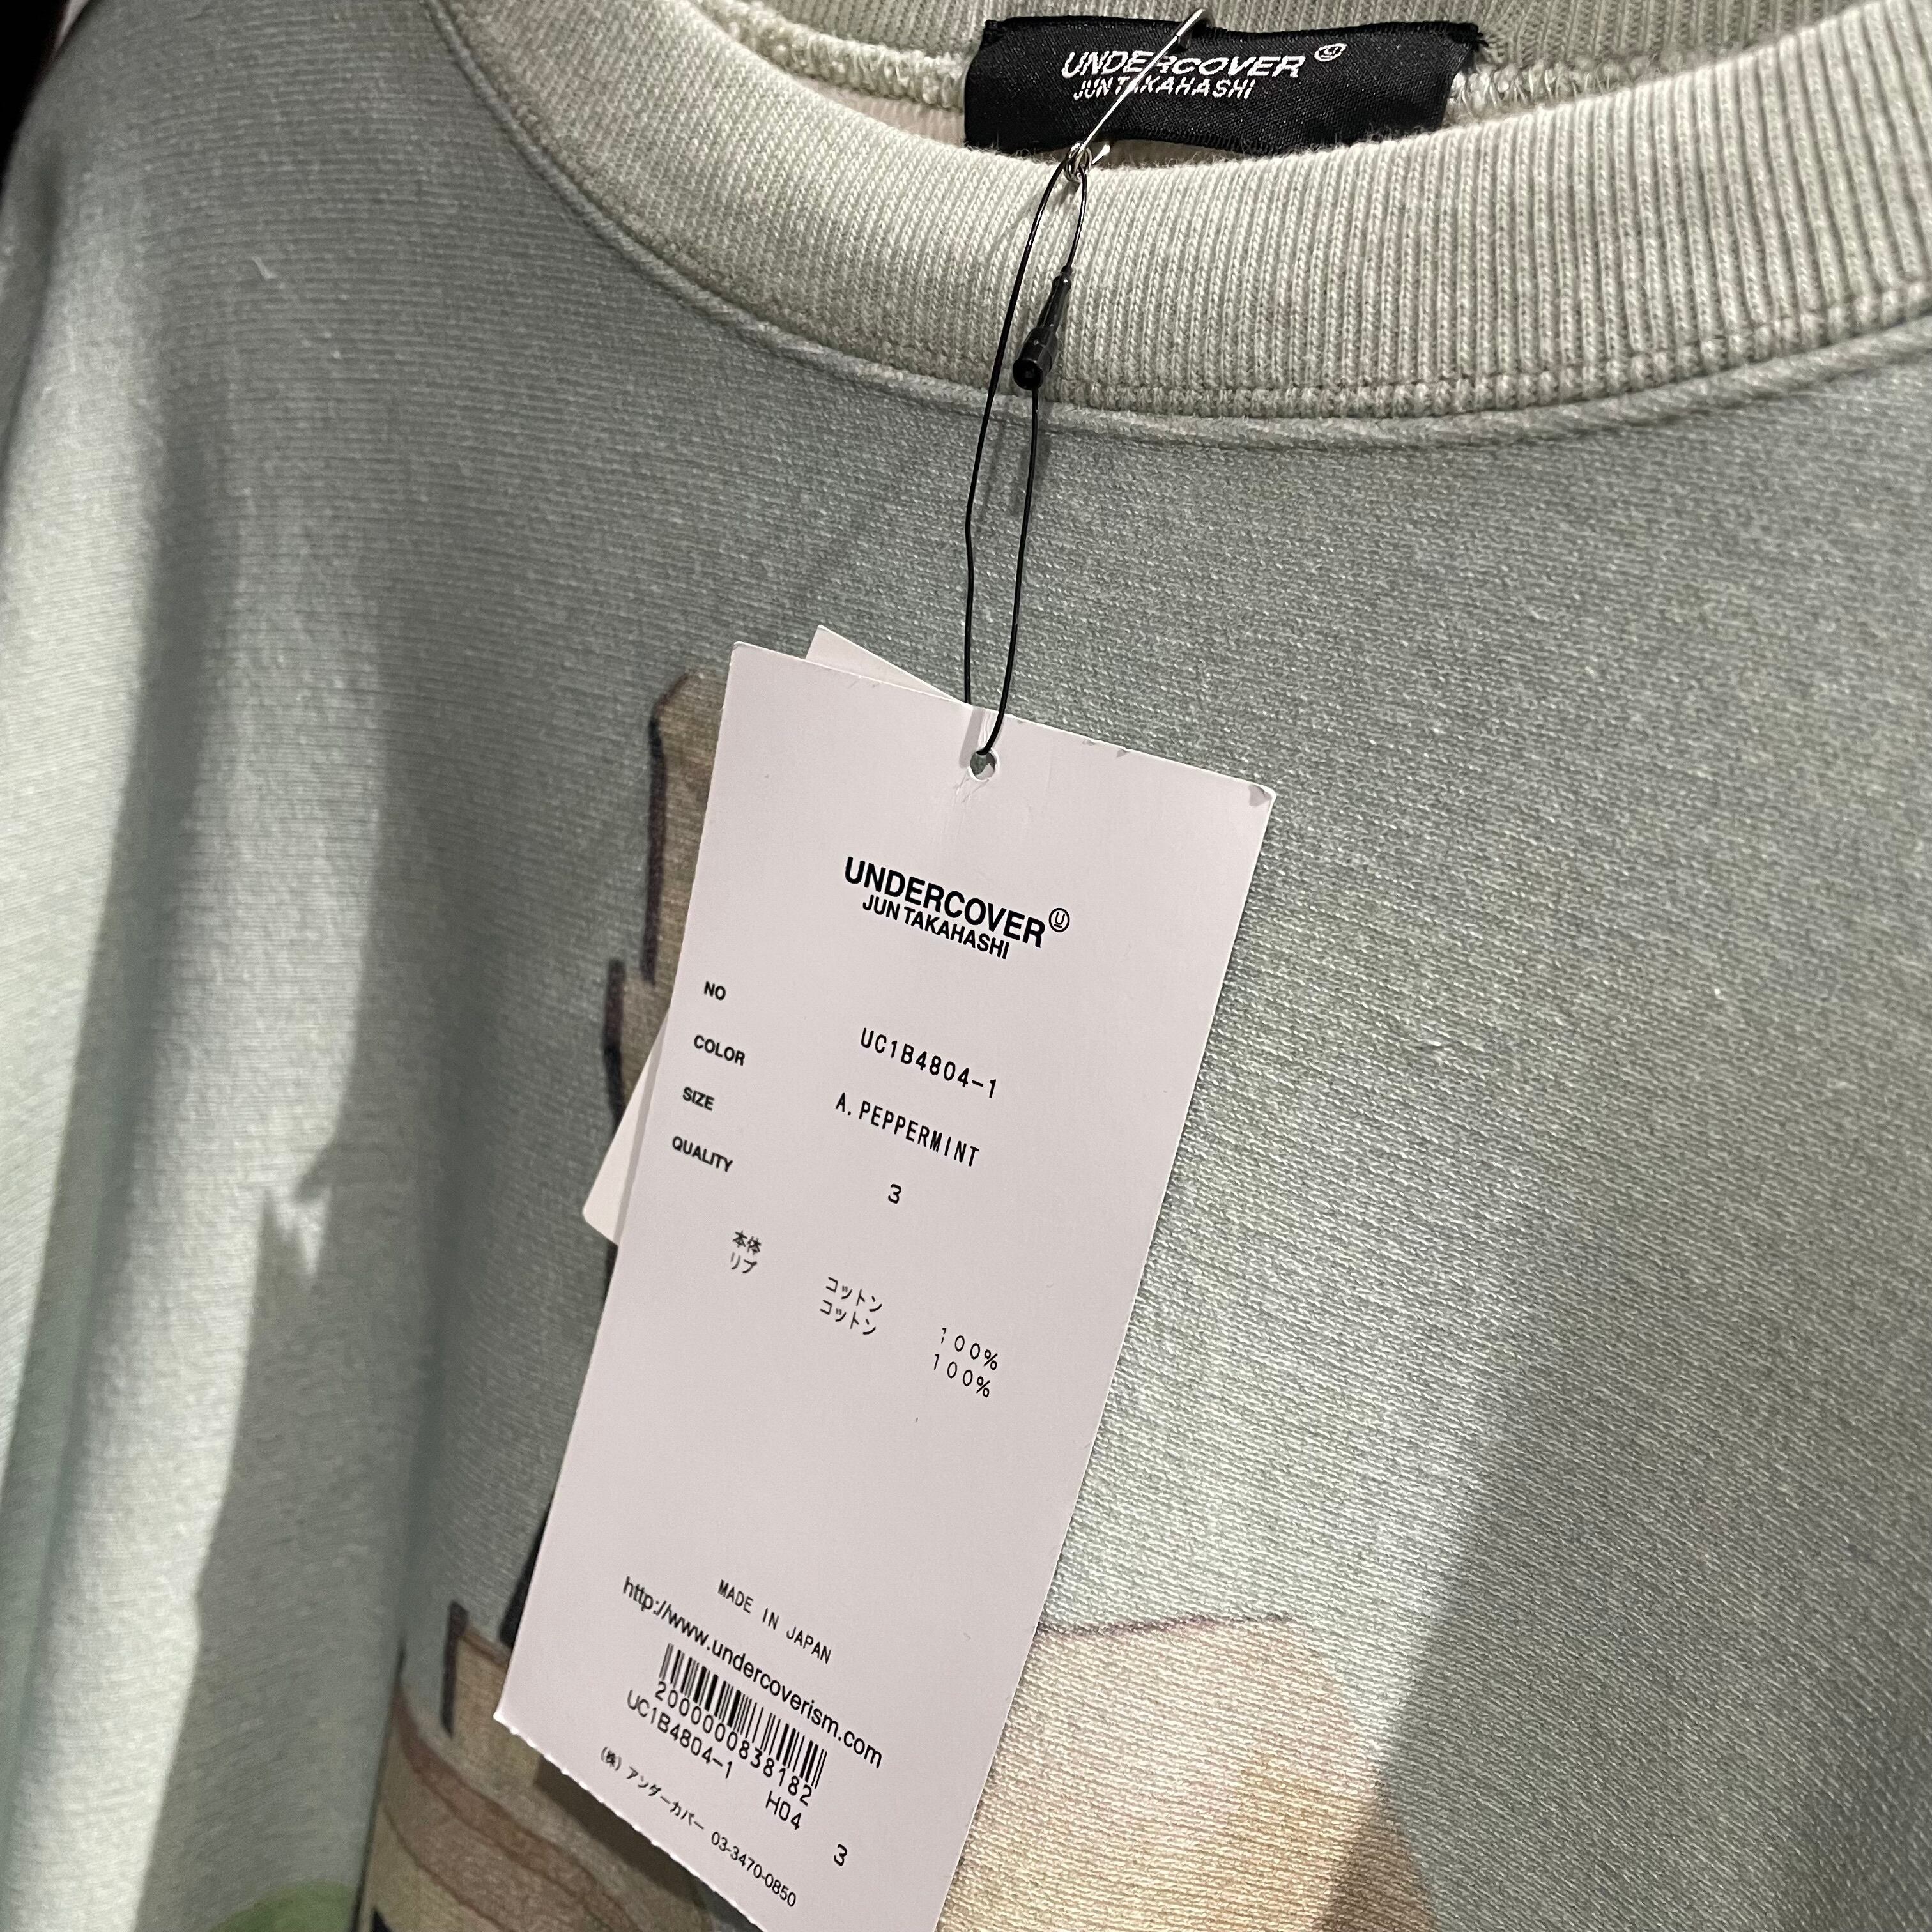 UNDERCOVER
JUN TAKAHASHI
UNDERCOVER
JUN TAKAHASHI
NO UC1B4804-1
COLOR A.PEPPERMINT
SIZE 3
QUALITY
本体 コットン 100%
リブ コットン 100%
MADE IN JAPAN
http://www.undercoverism.com
2000000838182
UC1B4804-1 H04 3
(株) アンダーカバー 03-3470-0850